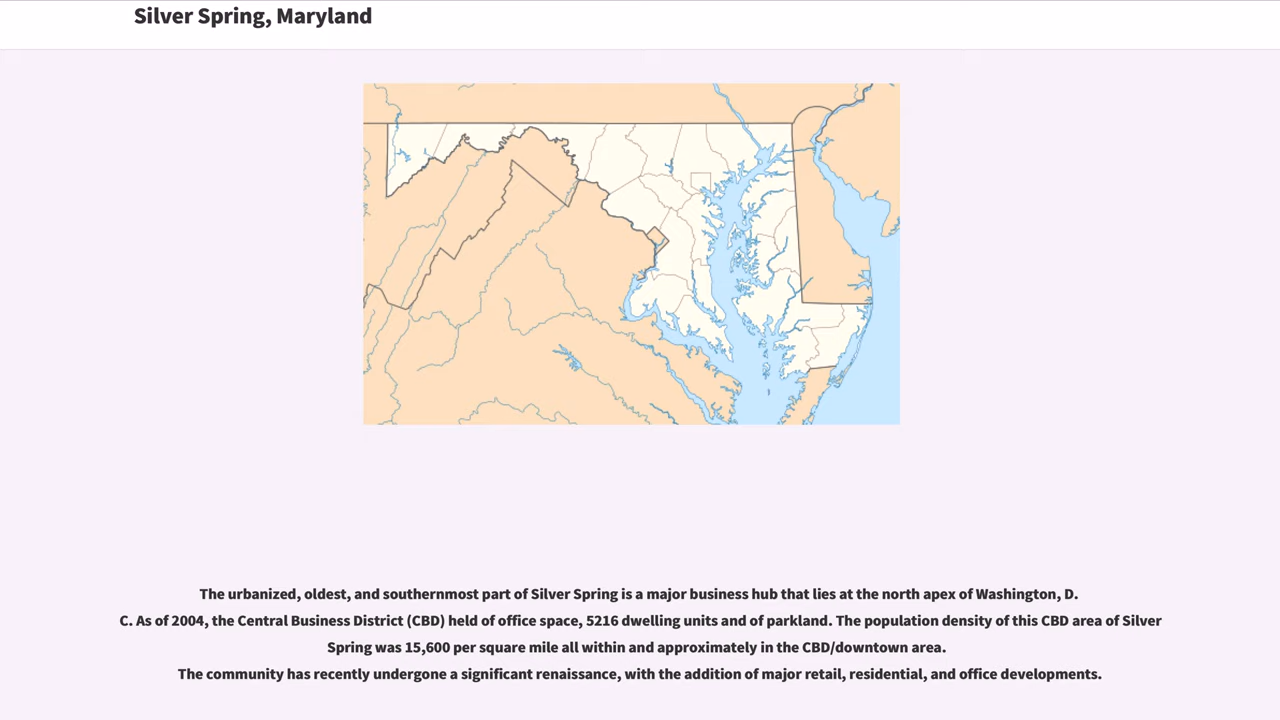 Silver Spring, Maryland
The urbanized, oldest, and southernmost part of Silver Spring is a major business hub that lies at the north apex of Washington, D.
C. As of 2004, the Central Business District (CBD) held of office space, 5216 dwelling units and of parkland. The population density of this CBD area of Silver
Spring was 15,600 per square mile all within and approximately in the CBD/downtown area.
The community has recently undergone a significant renaissance, with the addition of major retail, residential, and office developments.